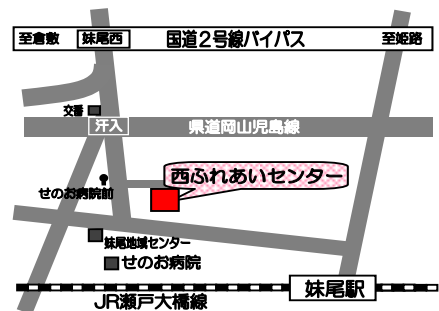 至倉敷
妹尾西
国道2号線バイパス
至姫路
交番
汗入
県道岡山児島線
西ふれあいセンター
せのお病院前
妹尾地域センター
せのお病院
妹尾駅
JR瀬戸大橋線